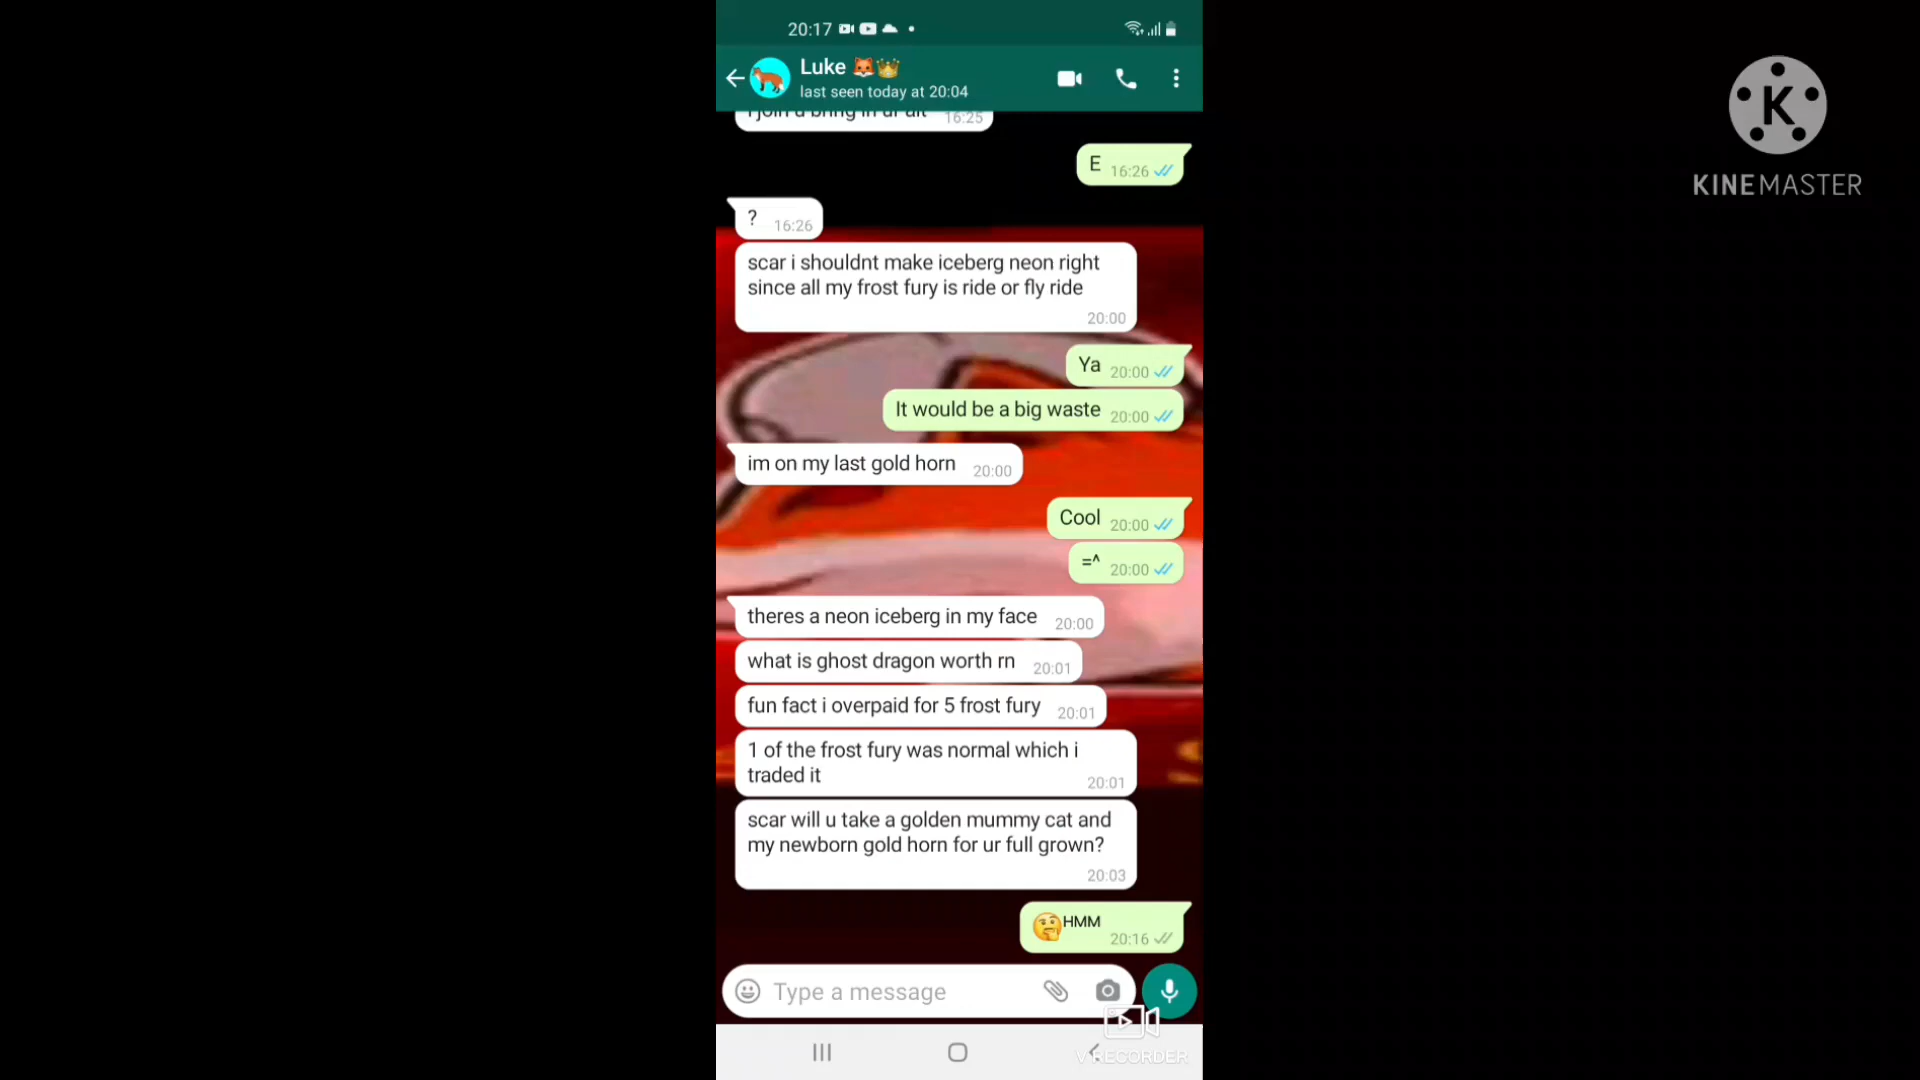 20:17
Luke 🦊👑
last seen today at 20:04
i join u bring in ur alt 16:25
E 16:26
? 16:26
scar i shouldnt make iceberg neon right
since all my frost fury is ride or fly ride
20:00
Ya 20:00
It would be a big waste 20:00
im on my last gold horn 20:00
Cool 20:00
=^ 20:00
theres a neon iceberg in my face 20:00
what is ghost dragon worth rn 20:01
fun fact i overpaid for 5 frost fury 20:01
1 of the frost fury was normal which i
traded it
20:01
scar will u take a golden mummy cat and
my newborn gold horn for ur full grown?
20:03
🤔ᴴᴹᴹ 20:16
Type a message
V RECORDER
K
KINEMASTER